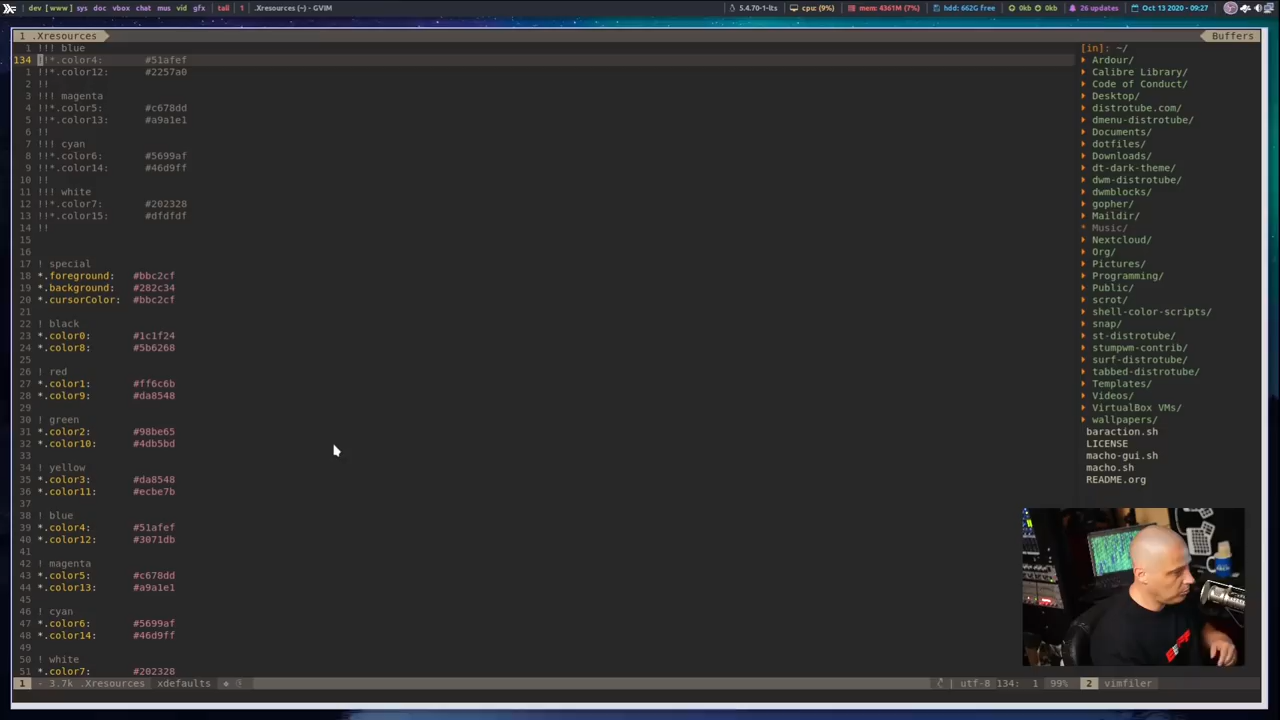 dev [ www ] sys doc vbox chat mus vid gfx | tall | 1 | .Xresources (~) - GVIM
5.4.70-1-lts | cpu: (9%) | mem: 4361M (7%) | hdd: 662G free | 0kb 0kb | 26 updates | Oct 13 2020 - 09:27
1 .Xresources
Buffers
1 !!! blue
134 !!*.color4: #51afef
1 !!*.color12: #2257a0
2 !!
3 !!! magenta
4 !!*.color5: #c678dd
5 !!*.color13: #a9a1e1
6 !!
7 !!! cyan
8 !!*.color6: #5699af
9 !!*.color14: #46d9ff
10 !!
11 !!! white
12 !!*.color7: #202328
13 !!*.color15: #dfdfdf
14 !!
15
16
17 ! special
18 *.foreground: #bbc2cf
19 *.background: #282c34
20 *.cursorColor: #bbc2cf
21
22 ! black
23 *.color0: #1c1f24
24 *.color8: #5b6268
25
26 ! red
27 *.color1: #ff6c6b
28 *.color9: #da8548
29
30 ! green
31 *.color2: #98be65
32 *.color10: #4db5bd
33
34 ! yellow
35 *.color3: #da8548
36 *.color11: #ecbe7b
37
38 ! blue
39 *.color4: #51afef
40 *.color12: #3071db
41
42 ! magenta
43 *.color5: #c678dd
44 *.color13: #a9a1e1
45
46 ! cyan
47 *.color6: #5699af
48 *.color14: #46d9ff
49
50 ! white
51 *.color7: #202328
[in]: ~/
Ardour/
Calibre Library/
Code of Conduct/
Desktop/
distrotube.com/
dmenu-distrotube/
Documents/
dotfiles/
Downloads/
dt-dark-theme/
dwm-distrotube/
dwmblocks/
gopher/
Maildir/
* Music/
Nextcloud/
Org/
Pictures/
Programming/
Public/
scrot/
shell-color-scripts/
snap/
st-distrotube/
stumpwm-contrib/
surf-distrotube/
tabbed-distrotube/
Templates/
Videos/
VirtualBox VMs/
wallpapers/
baraction.sh
LICENSE
macho-gui.sh
macho.sh
README.org
1 - 3.7k .Xresources xdefaults
| utf-8 134: 1 99% 2 vimfiler